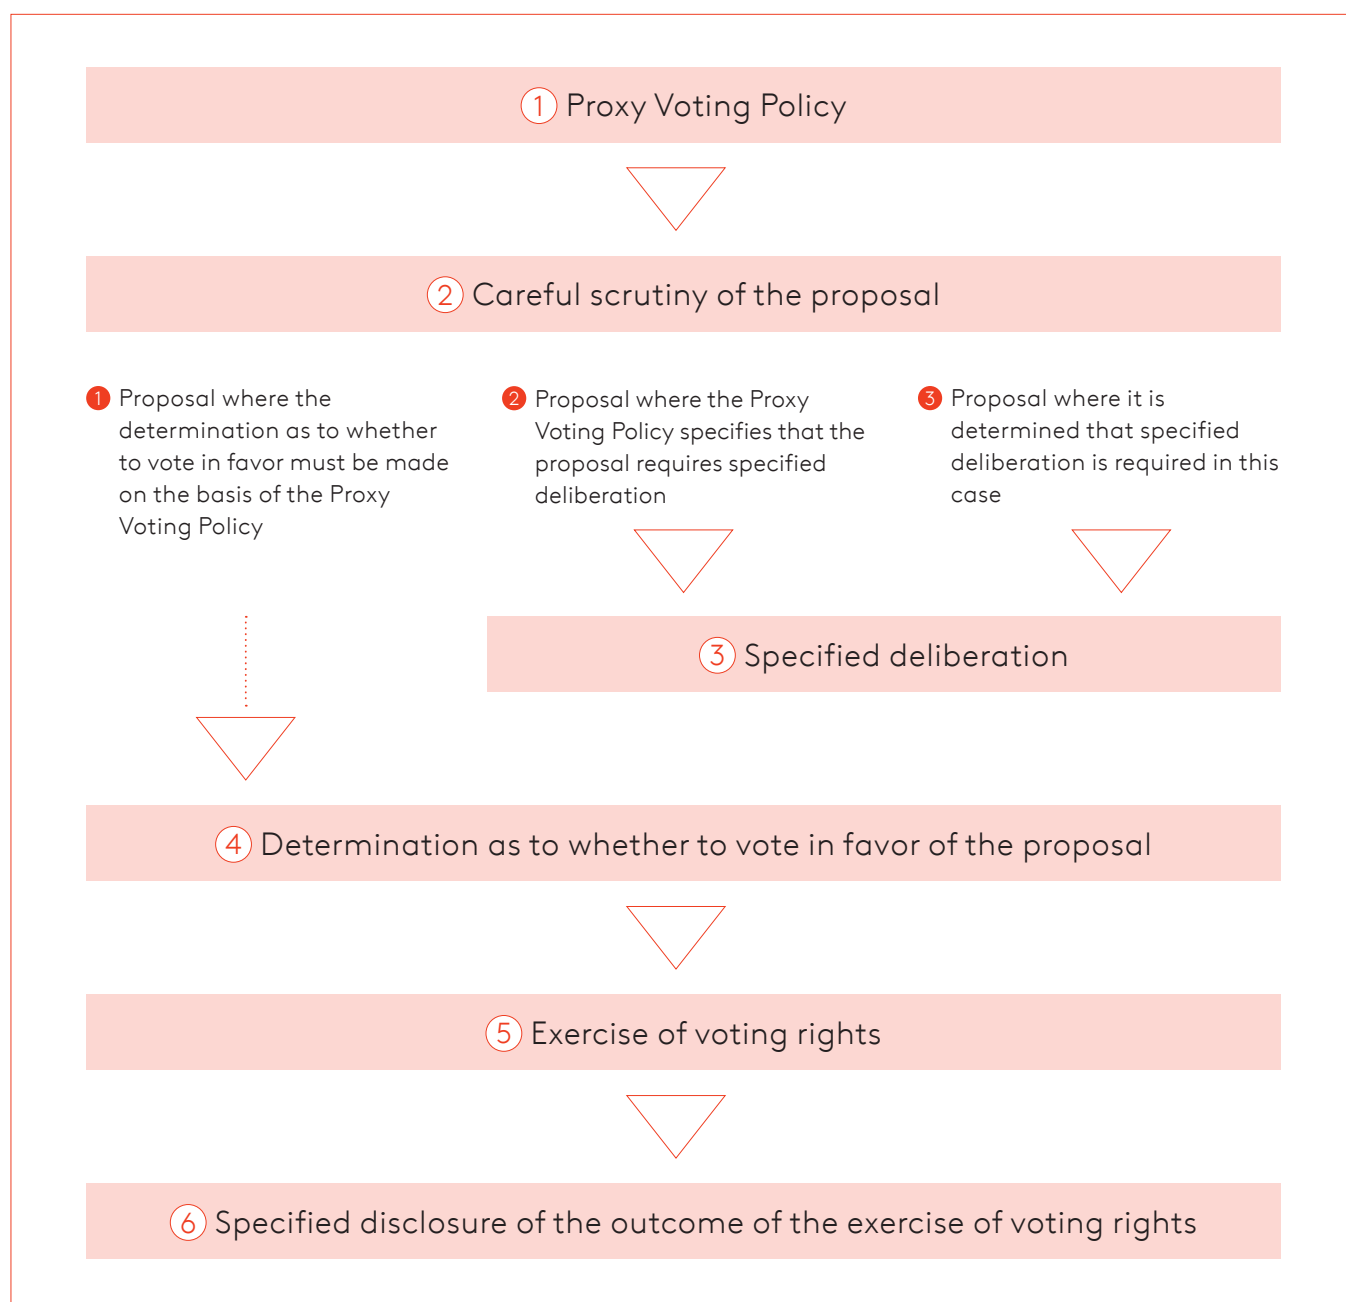 ① Proxy Voting Policy
② Careful scrutiny of the proposal
❶ Proposal where the
determination as to whether
to vote in favor must be made
on the basis of the Proxy
Voting Policy
❷ Proposal where the Proxy
Voting Policy specifies that the
proposal requires specified
deliberation
❸ Proposal where it is
determined that specified
deliberation is required in this
case
③ Specified deliberation
④ Determination as to whether to vote in favor of the proposal
⑤ Exercise of voting rights
⑥ Specified disclosure of the outcome of the exercise of voting rights